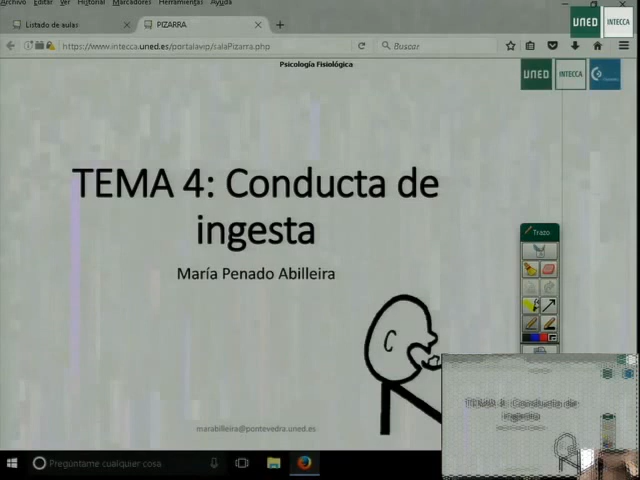 Archivo Editar Ver Historial Marcadores Herramientas Ayuda
Listado de aulas
PIZARRA
UNED
INTECCA
https://www.intecca.uned.es/portalavip/salaPizarra.php
Buscar
Psicología Fisiológica
UNED
INTECCA
TEMA 4: Conducta de
ingesta
María Penado Abilleira
Trazo
marabilleira@pontevedra.uned.es
TEMA 4: Conducta de
ingesta
Pregúntame cualquier cosa